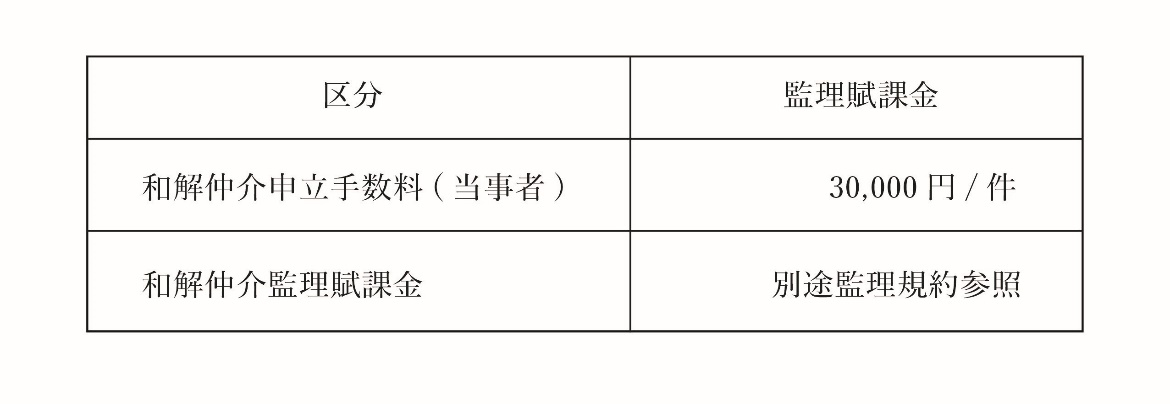 区分 監理賦課金
和解仲介申立手数料 ( 当事者 ) 30,000 円 / 件
和解仲介監理賦課金 別途監理規約参照